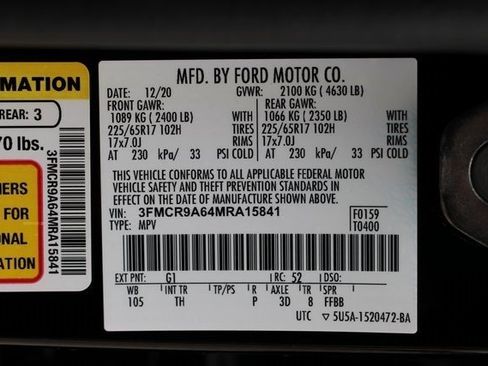 MATION
REAR: 3
70 lbs.
3FMCR9A64MRA15841
MERS
FOR
ONAL
ATION
MFD. BY FORD MOTOR CO.
DATE: 12/20 GVWR: 2100 KG ( 4630 LB)
FRONT GAWR: REAR GAWR:
1089 KG ( 2400 LB) WITH 1066 KG ( 2350 LB) WITH
225/65R17 102H TIRES 225/65R17 102H TIRES
17x7.0J RIMS 17x7.0J RIMS
AT 230 kPa/ 33 PSI COLD AT 230 kPa/ 33 PSI COLD
THIS VEHICLE CONFORMS TO ALL APPLICABLE FEDERAL MOTOR
VEHICLE SAFETY AND THEFT PREVENTION STANDARDS IN
EFFECT ON THE DATE OF MANUFACTURE SHOWN ABOVE.
VIN: 3FMCR9A64MRA15841 F0159
TYPE: MPV T0400
EXT PNT: G1 RC: 52 DSO:
WB INT TR TP/PS R AXLE TR S
105 TH P 3D 8 FFBB
UTC ▽ 5U5A-1520472-BA